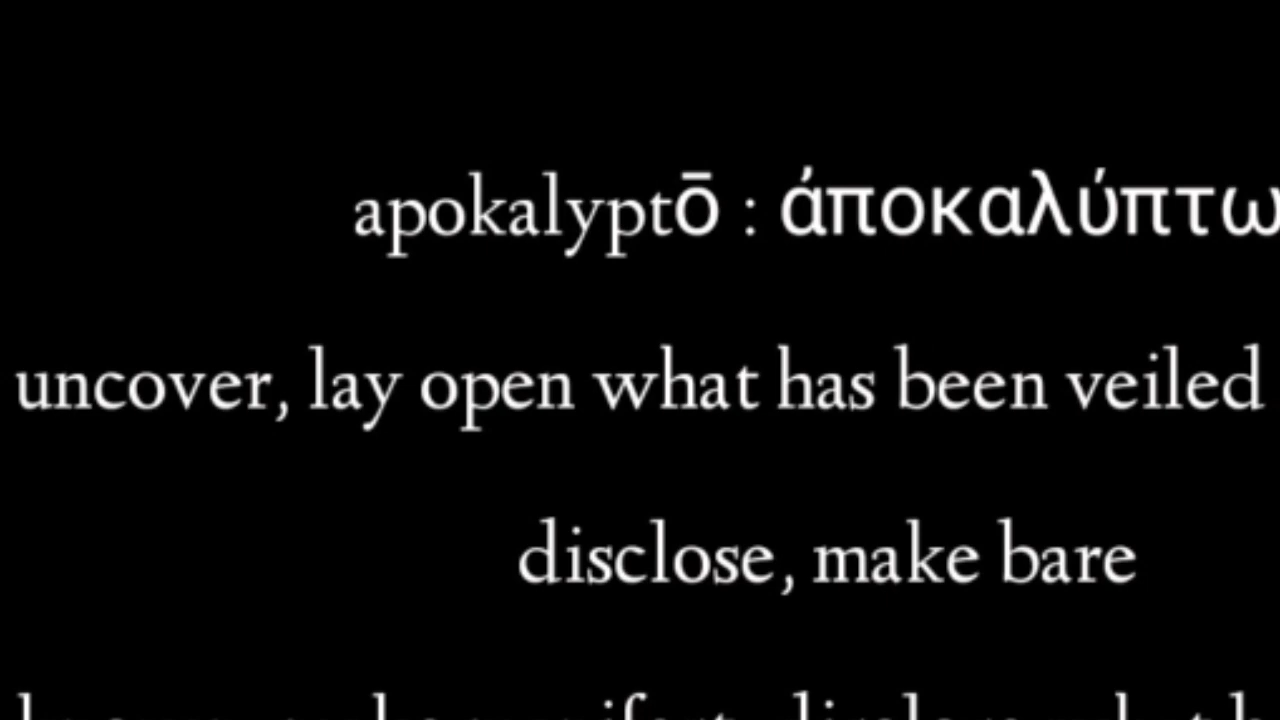 apokalyptō : ἀποκαλύπτω
uncover, lay open what has been veiled
disclose, make bare